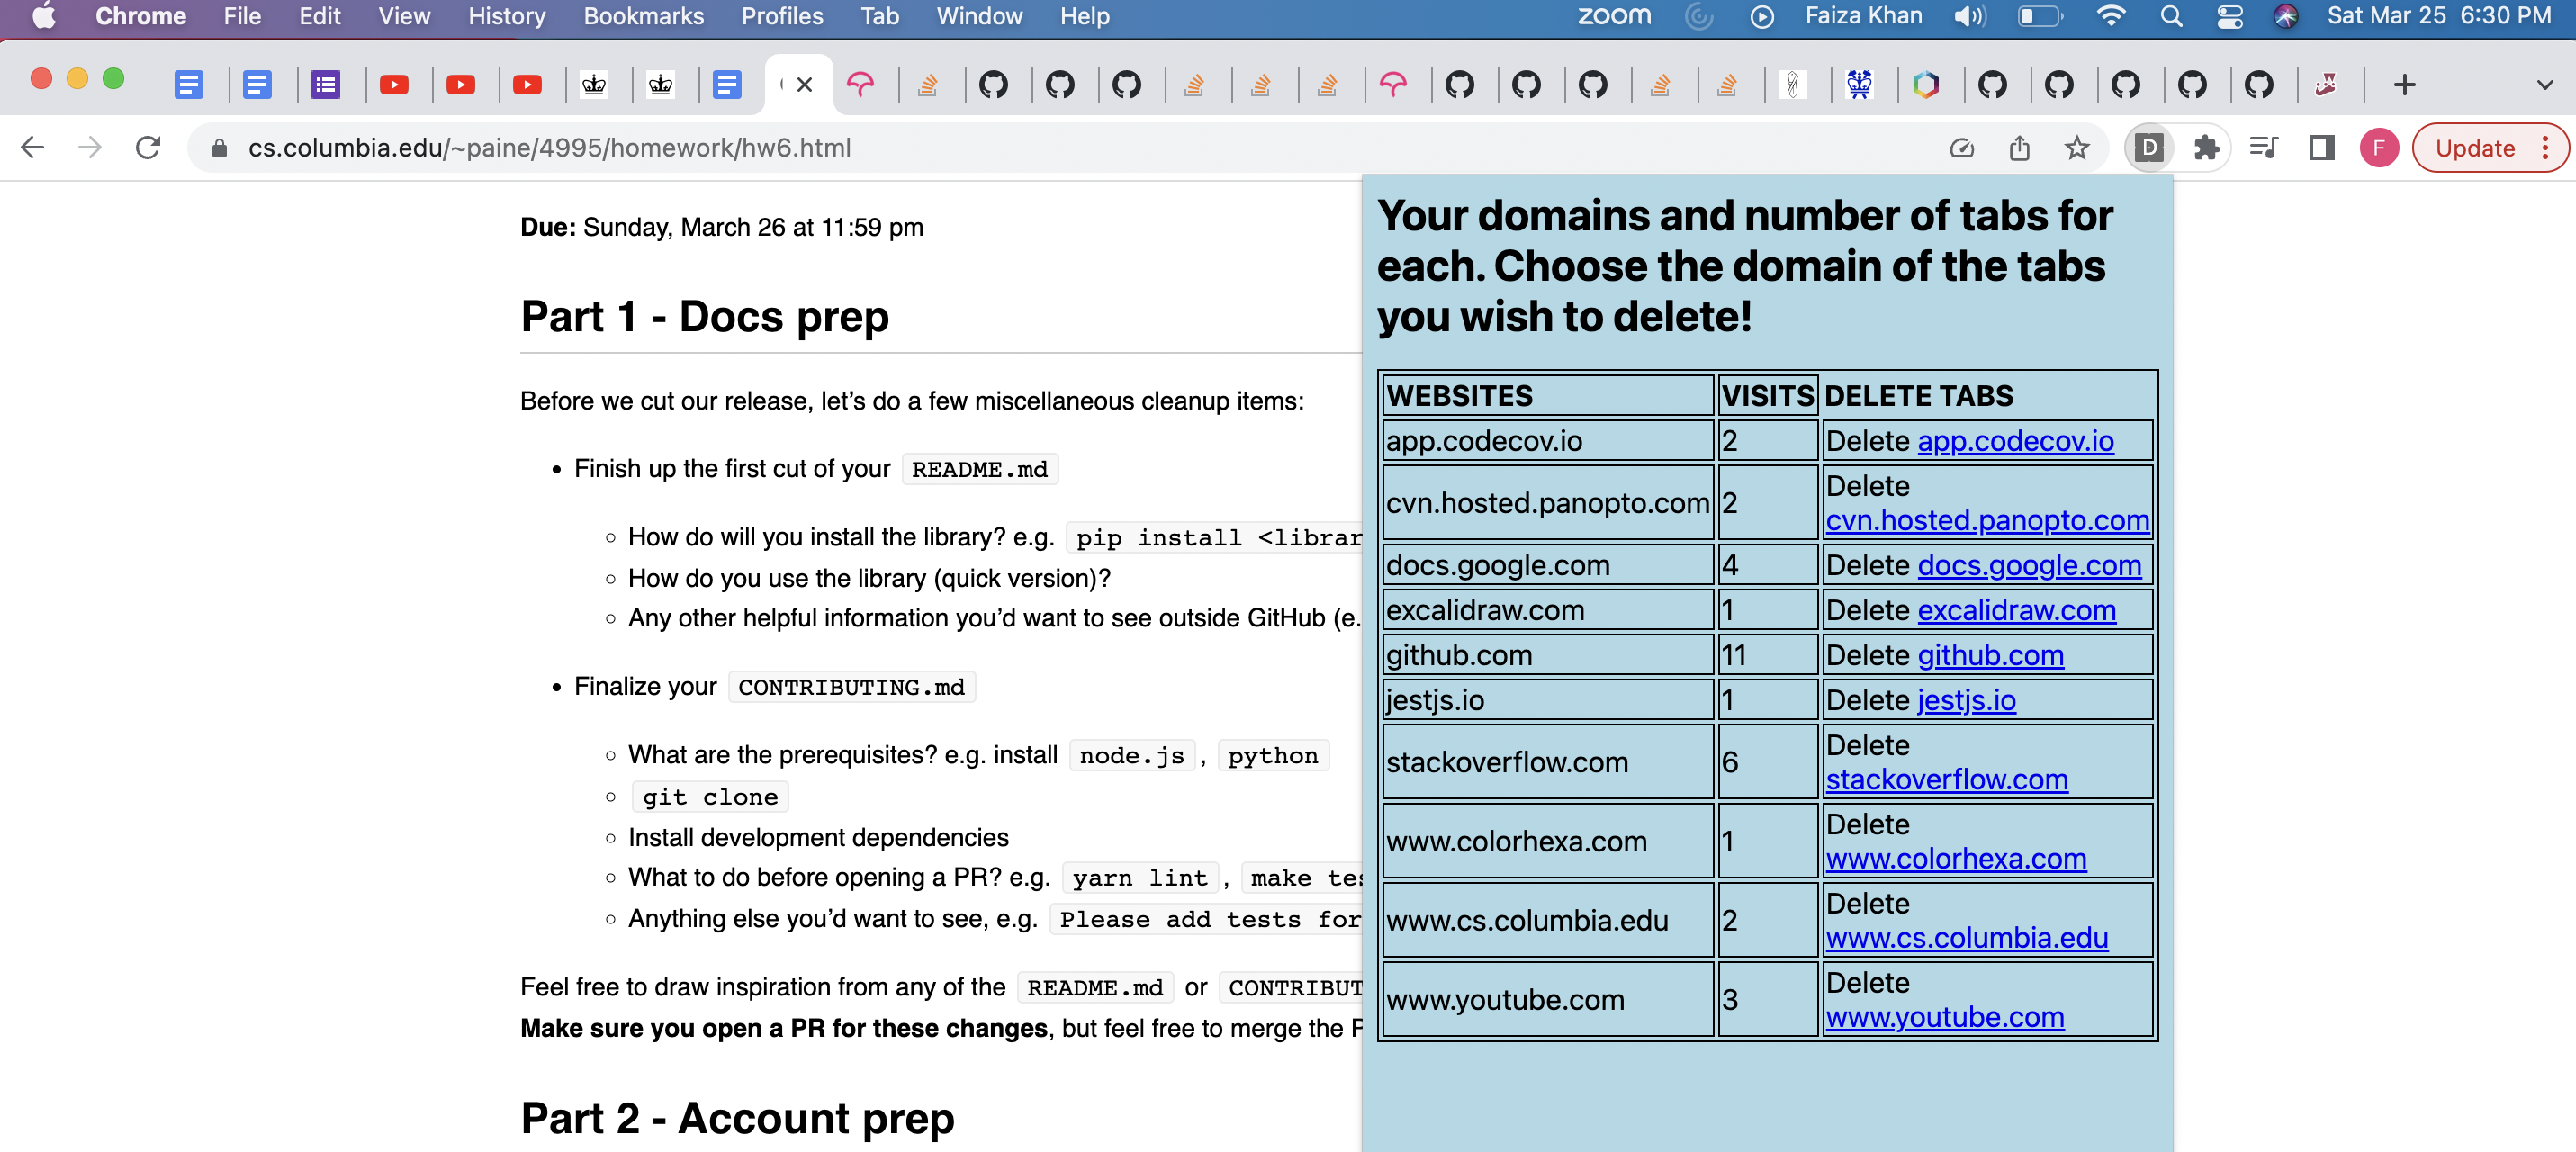 Chrome File Edit View History Bookmarks Profiles Tab Window Help zoom Faiza Khan Sat Mar 25 6:30 PM
cs.columbia.edu/~paine/4995/homework/hw6.html D F Update
Due: Sunday, March 26 at 11:59 pm
Part 1 - Docs prep
Before we cut our release, let’s do a few miscellaneous cleanup items:
• Finish up the first cut of your README.md
◦ How do will you install the library? e.g. pip install <librar
◦ How do you use the library (quick version)?
◦ Any other helpful information you’d want to see outside GitHub (e.
• Finalize your CONTRIBUTING.md
◦ What are the prerequisites? e.g. install node.js, python
◦ git clone
◦ Install development dependencies
◦ What to do before opening a PR? e.g. yarn lint, make tes
◦ Anything else you’d want to see, e.g. Please add tests for
Feel free to draw inspiration from any of the README.md or CONTRIBUT
Make sure you open a PR for these changes, but feel free to merge the P
Part 2 - Account prep
Your domains and number of tabs for
each. Choose the domain of the tabs
you wish to delete!
WEBSITES VISITS DELETE TABS
app.codecov.io 2 Delete app.codecov.io
cvn.hosted.panopto.com 2 Delete
cvn.hosted.panopto.com
docs.google.com 4 Delete docs.google.com
excalidraw.com 1 Delete excalidraw.com
github.com 11 Delete github.com
jestjs.io 1 Delete jestjs.io
stackoverflow.com 6 Delete
stackoverflow.com
www.colorhexa.com 1 Delete
www.colorhexa.com
www.cs.columbia.edu 2 Delete
www.cs.columbia.edu
www.youtube.com 3 Delete
www.youtube.com